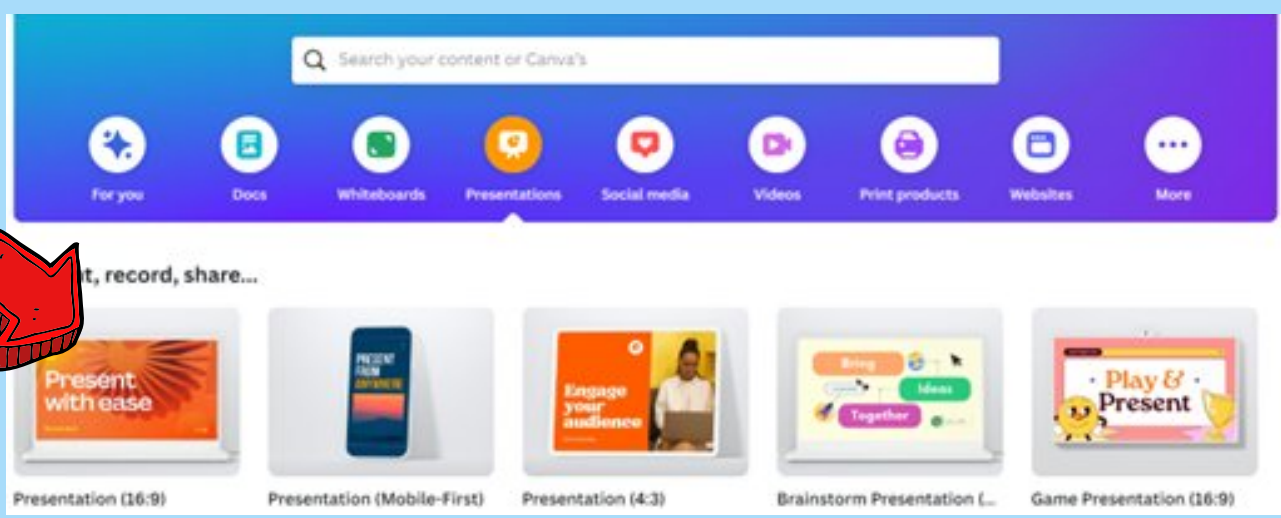 Search your content or Canva's
For you Docs Whiteboards Presentations Social media Videos Print products Websites More
record, share...
Present
with ease
PRESENT
FROM
ANYWHERE
Engage
your
audience
Bring
Ideas
Together
Play &
Present
Presentation (16:9) Presentation (Mobile-First) Presentation (4:3) Brainstorm Presentation (... Game Presentation (16:9)